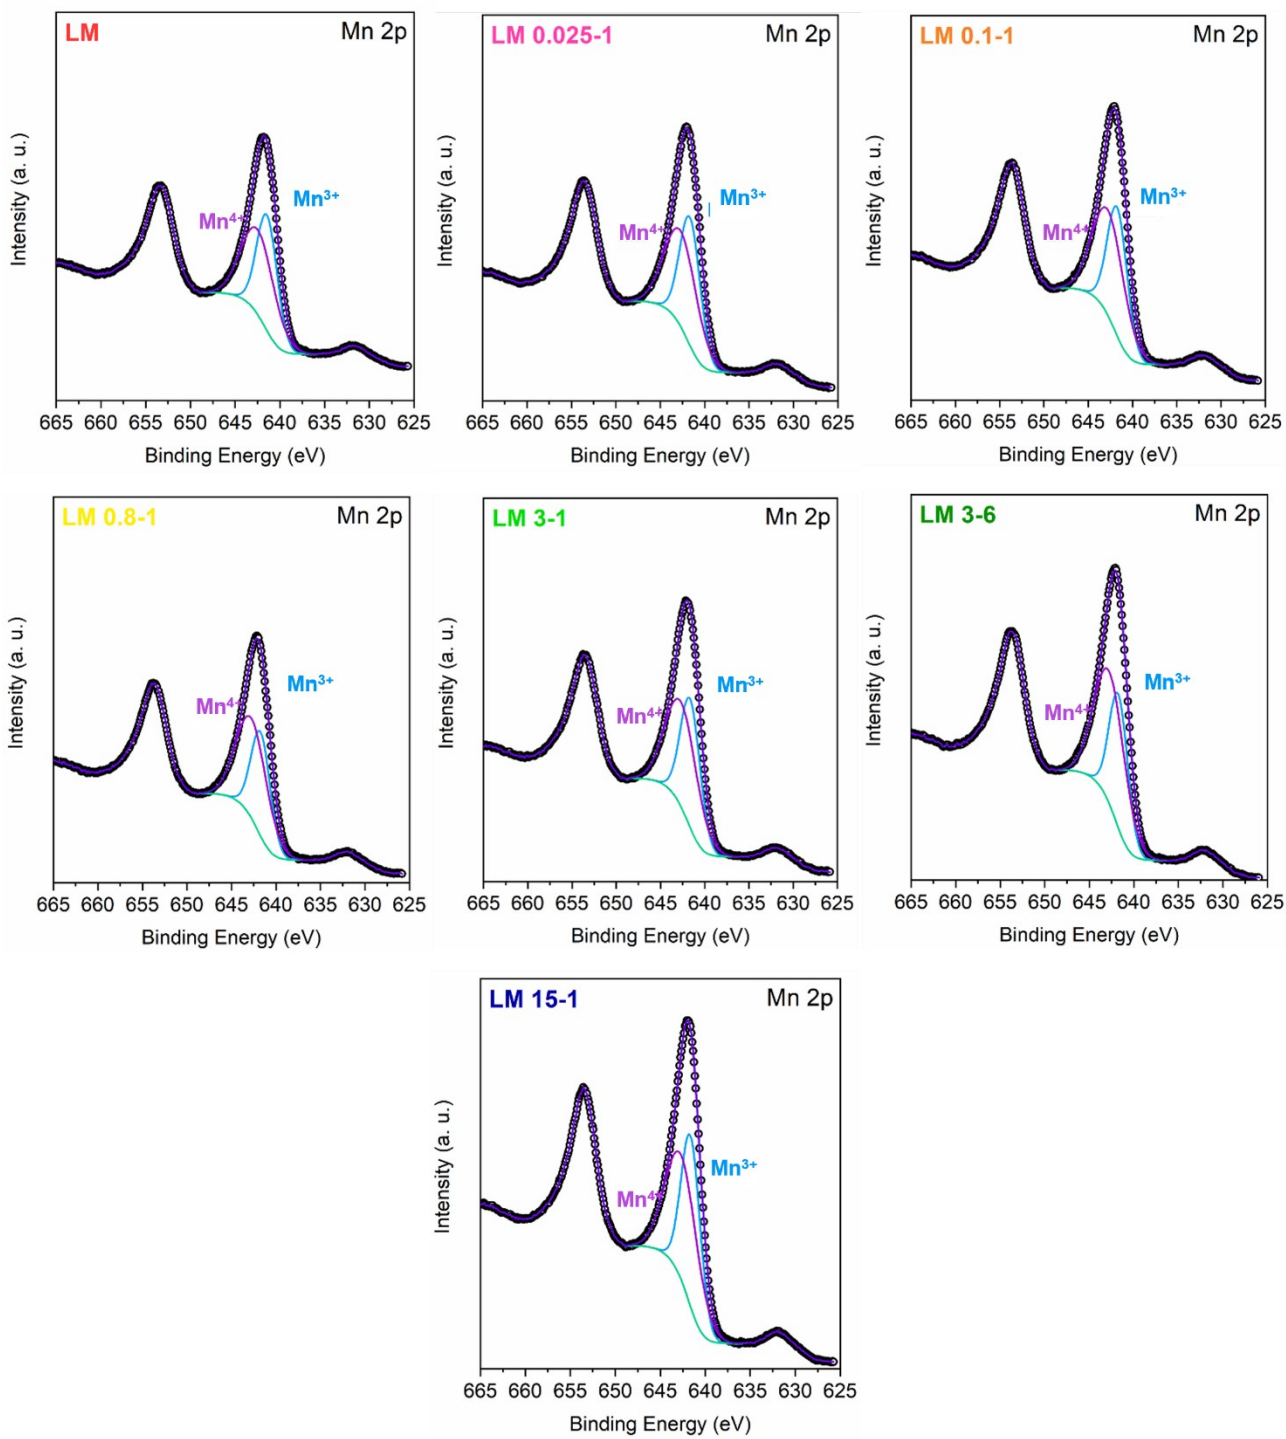 LM Mn 2p
Intensity (a. u.)
Mn⁴⁺
Mn³⁺
665 660 655 650 645 640 635 630 625
Binding Energy (eV)
LM 0.025-1 Mn 2p
Intensity (a. u.)
Mn⁴⁺
Mn³⁺
665 660 655 650 645 640 635 630 625
Binding Energy (eV)
LM 0.1-1 Mn 2p
Intensity (a. u.)
Mn⁴⁺
Mn³⁺
665 660 655 650 645 640 635 630 625
Binding Energy (eV)
LM 0.8-1 Mn 2p
Intensity (a. u.)
Mn⁴⁺
Mn³⁺
665 660 655 650 645 640 635 630 625
Binding Energy (eV)
LM 3-1 Mn 2p
Intensity (a. u.)
Mn⁴⁺
Mn³⁺
665 660 655 650 645 640 635 630 625
Binding Energy (eV)
LM 3-6 Mn 2p
Intensity (a. u.)
Mn⁴⁺
Mn³⁺
665 660 655 650 645 640 635 630 625
Binding Energy (eV)
LM 15-1 Mn 2p
Intensity (a. u.)
Mn⁴⁺
Mn³⁺
665 660 655 650 645 640 635 630 625
Binding Energy (eV)